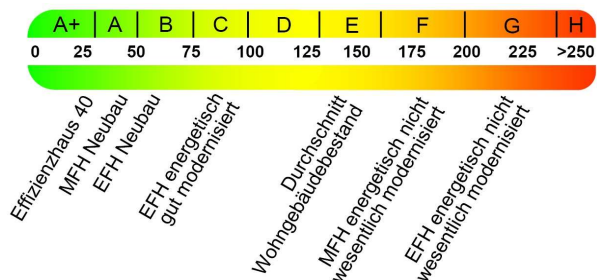 A+ A B C D E F G H
0 25 50 75 100 125 150 175 200 225 >250
Effizienzhaus 40
MFH Neubau
EFH Neubau
EFH energetisch
gut modernisiert
Durchschnitt
Wohngebäudebestand
MFH energetisch nicht
wesentlich modernisiert
EFH energetisch nicht
wesentlich modernisiert